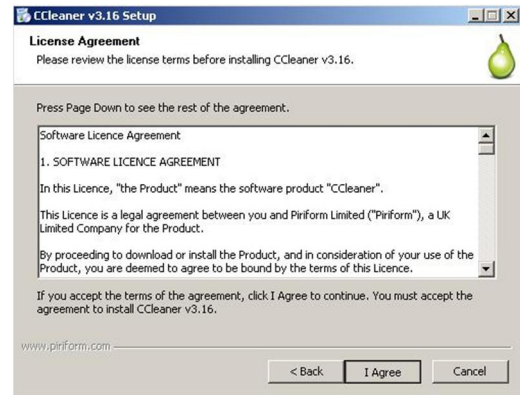 CCleaner v3.16 Setup
License Agreement
Please review the license terms before installing CCleaner v3.16.
Press Page Down to see the rest of the agreement.
Software Licence Agreement
1. SOFTWARE LICENCE AGREEMENT
In this Licence, "the Product" means the software product "CCleaner".
This Licence is a legal agreement between you and Piriform Limited ("Piriform"), a UK
Limited Company for the Product.
By proceeding to download or install the Product, and in consideration of your use of the
Product, you are deemed to agree to be bound by the terms of this Licence.
If you accept the terms of the agreement, click I Agree to continue. You must accept the
agreement to install CCleaner v3.16.
www.piriform.com
< Back I Agree Cancel